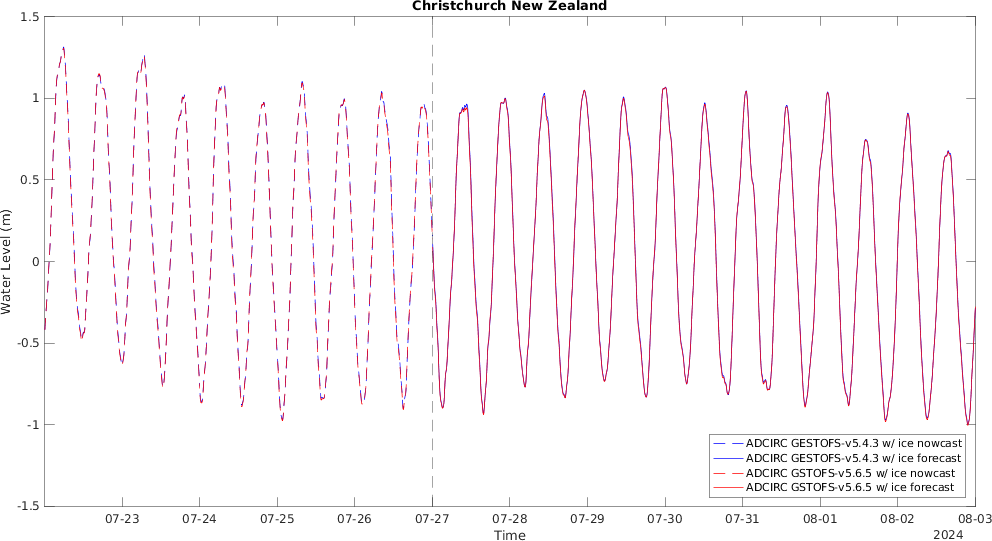 Christchurch New Zealand
1.5
1
0.5
0
-0.5
-1
-1.5
Water Level (m)
07-23 07-24 07-25 07-26 07-27 07-28 07-29 07-30 07-31 08-01 08-02 08-03
Time
2024
ADCIRC GESTOFS-v5.4.3 w/ ice nowcast
ADCIRC GESTOFS-v5.4.3 w/ ice forecast
ADCIRC GSTOFS-v5.6.5 w/ ice nowcast
ADCIRC GSTOFS-v5.6.5 w/ ice forecast